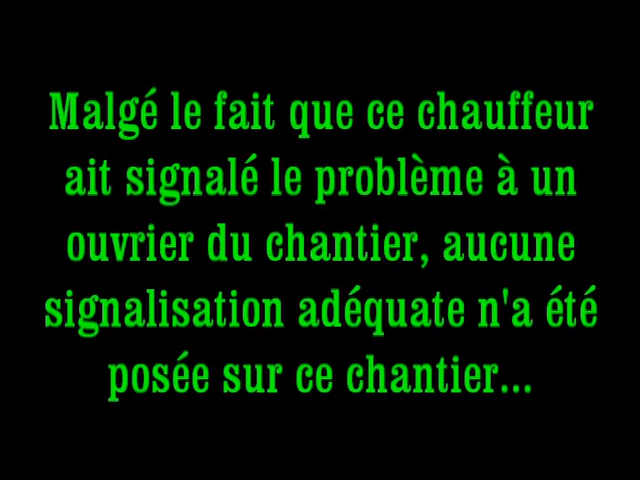 Malgé le fait que ce chauffeur
ait signalé le problème à un
ouvrier du chantier, aucune
signalisation adéquate n'a été
posée sur ce chantier...